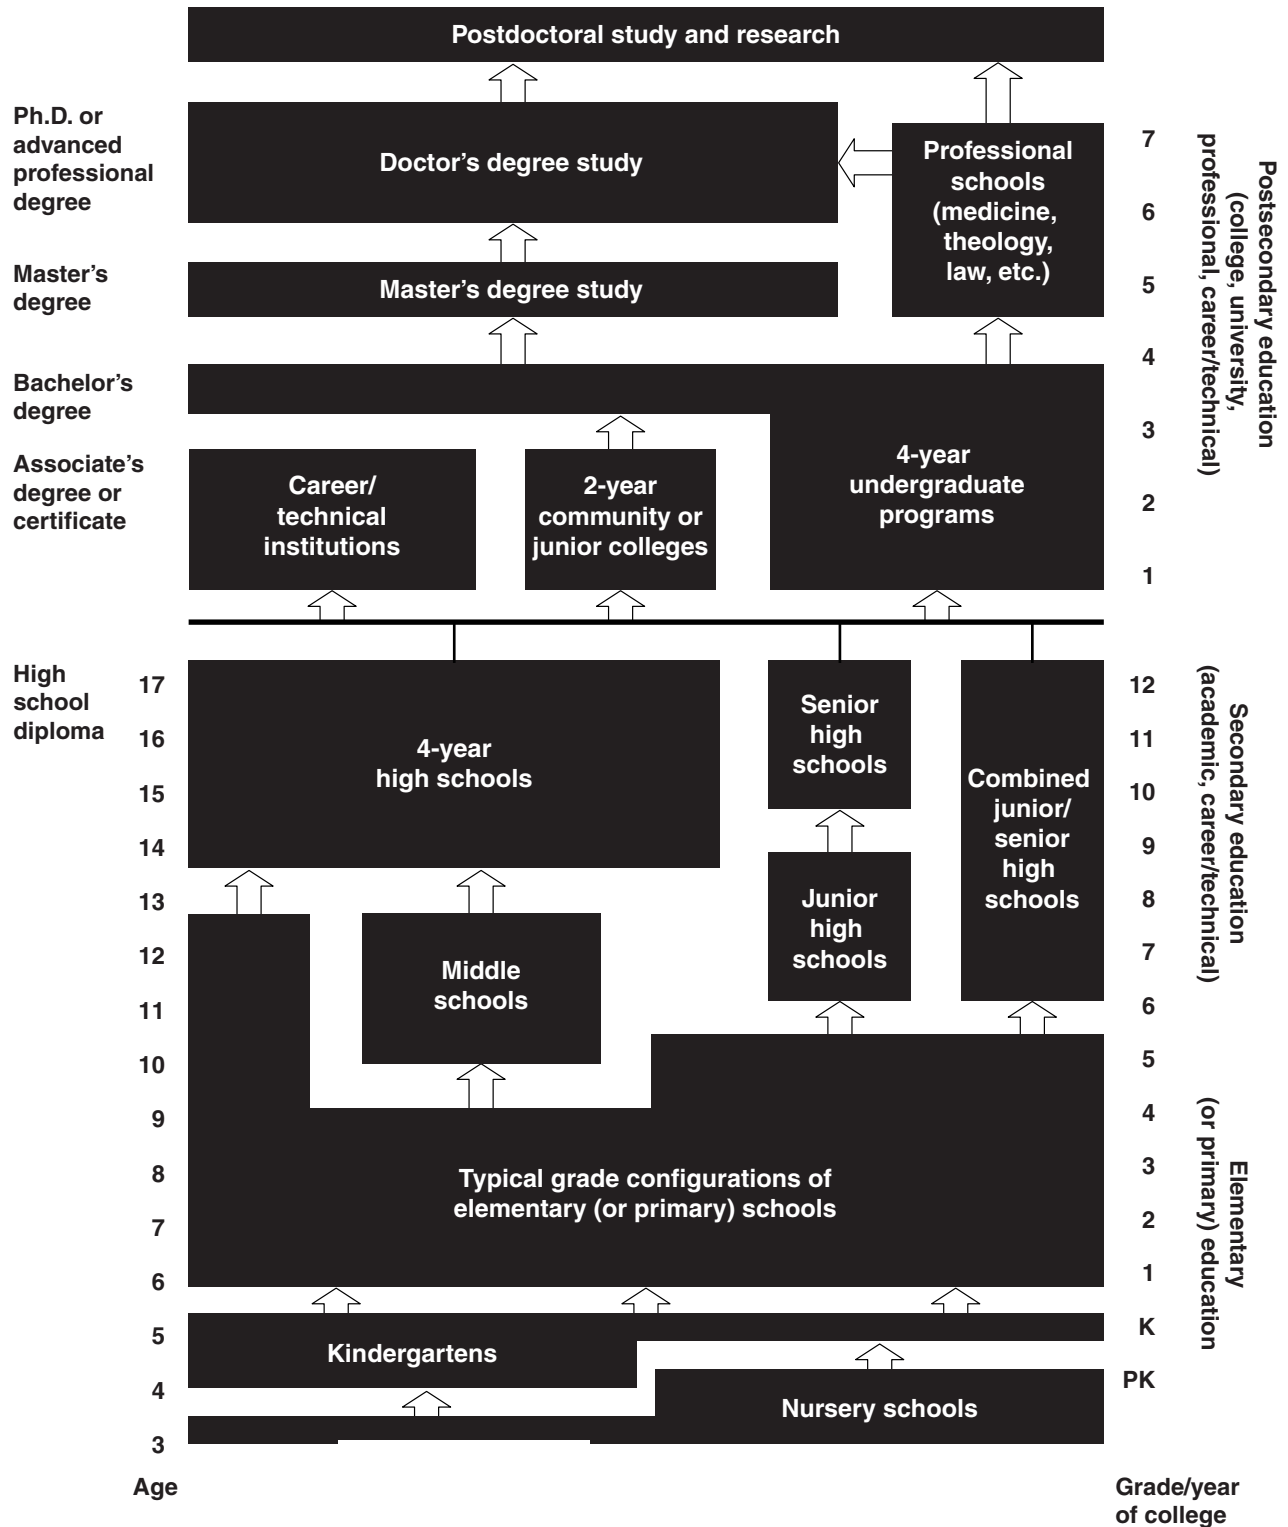 Postdoctoral study and research
Ph.D. or
advanced
professional
degree
Doctor’s degree study
Professional
schools
(medicine,
theology,
law, etc.)
7
6
5
4
3
2
1
Postsecondary education
(college, university,
professional, career/technical)
Master’s
degree
Master’s degree study
Bachelor’s
degree
Associate’s
degree or
certificate
Career/
technical
institutions
2-year
community or
junior colleges
4-year
undergraduate
programs
High
school
diploma
17
16
15
14
13
12
11
10
9
8
7
6
5
4
3
4-year
high schools
Senior
high
schools
Combined
junior/
senior
high
schools
Junior
high
schools
Middle
schools
12
11
10
9
8
7
6
5
4
3
2
1
K
PK
Secondary education
(academic, career/technical)
Elementary
(or primary) education
Typical grade configurations of
elementary (or primary) schools
Kindergartens
Nursery schools
Age
Grade/year
of college